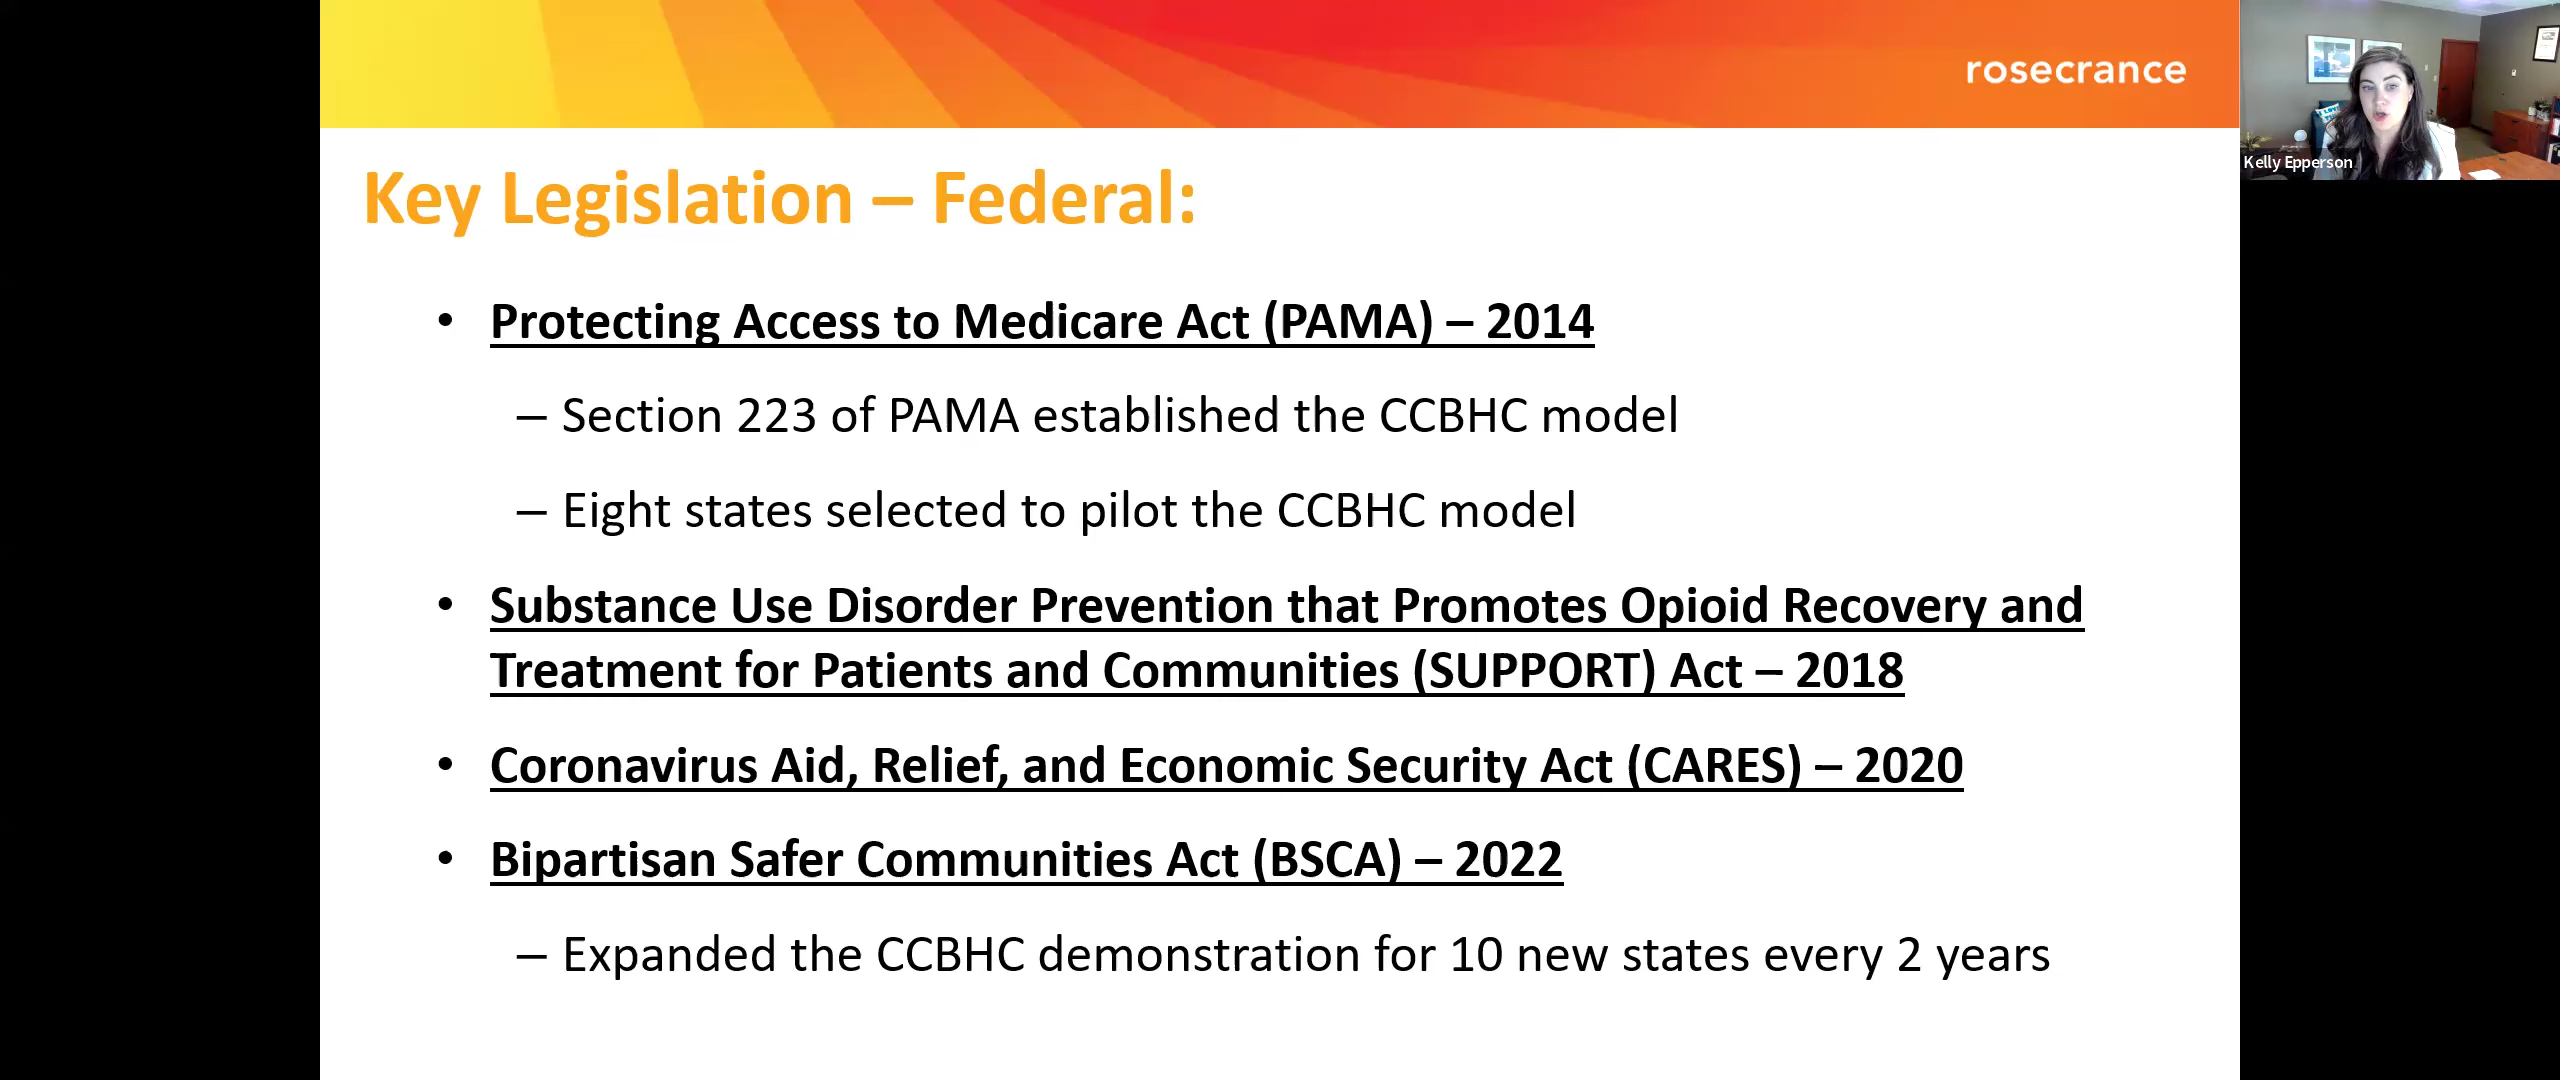 rosecrance
Kelly Epperson
Key Legislation – Federal:
• Protecting Access to Medicare Act (PAMA) – 2014
– Section 223 of PAMA established the CCBHC model
– Eight states selected to pilot the CCBHC model
• Substance Use Disorder Prevention that Promotes Opioid Recovery and
Treatment for Patients and Communities (SUPPORT) Act – 2018
• Coronavirus Aid, Relief, and Economic Security Act (CARES) – 2020
• Bipartisan Safer Communities Act (BSCA) – 2022
– Expanded the CCBHC demonstration for 10 new states every 2 years